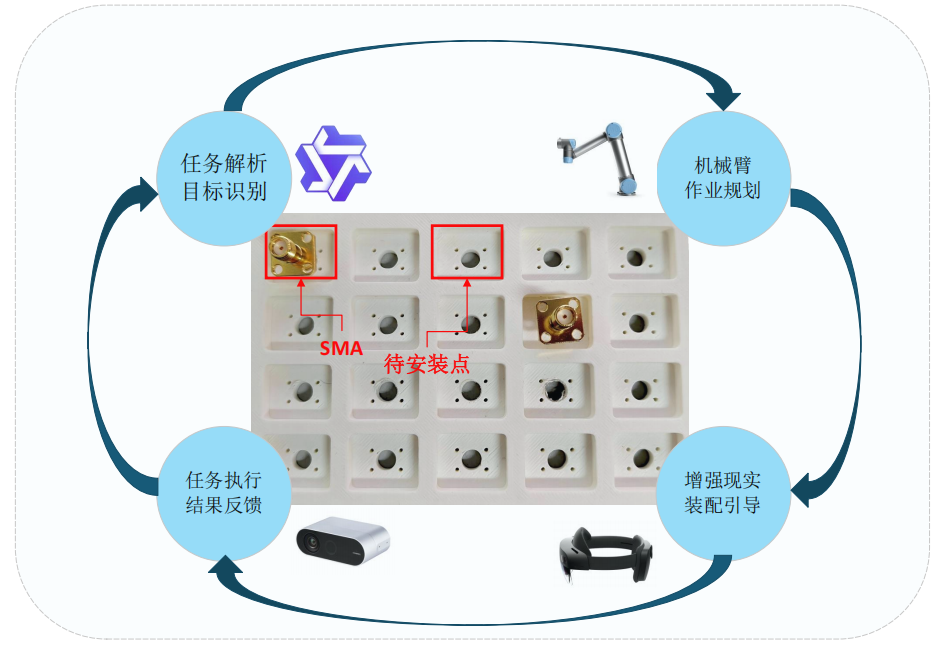 任务解析
目标识别
机械臂
作业规划
SMA
待安装点
任务执行
结果反馈
增强现实
装配引导